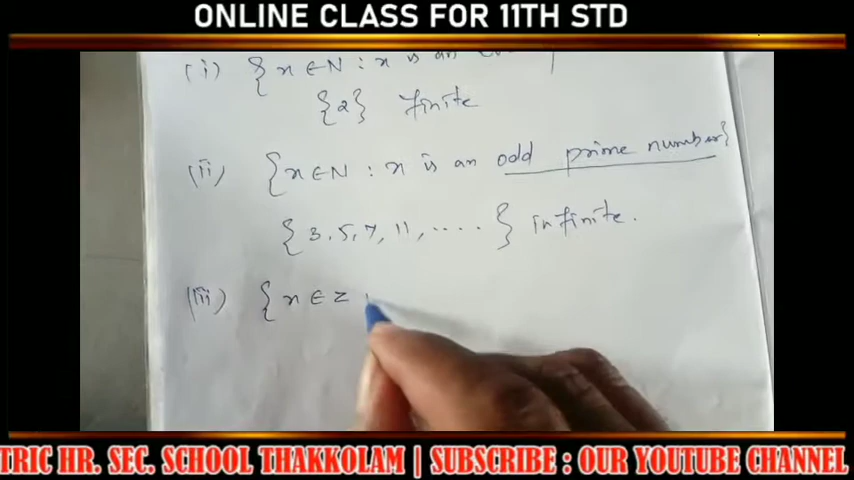 ONLINE CLASS FOR 11TH STD
(i) {x ∈ N : x is an
{2} finite
(ii) {x ∈ N : x is an odd prime number}
{3, 5, 7, 11, .....} infinite.
(iii) {x ∈ Z :
TRIC HR. SEC. SCHOOL THAKKOLAM | SUBSCRIBE : OUR YOUTUBE CHANNEL